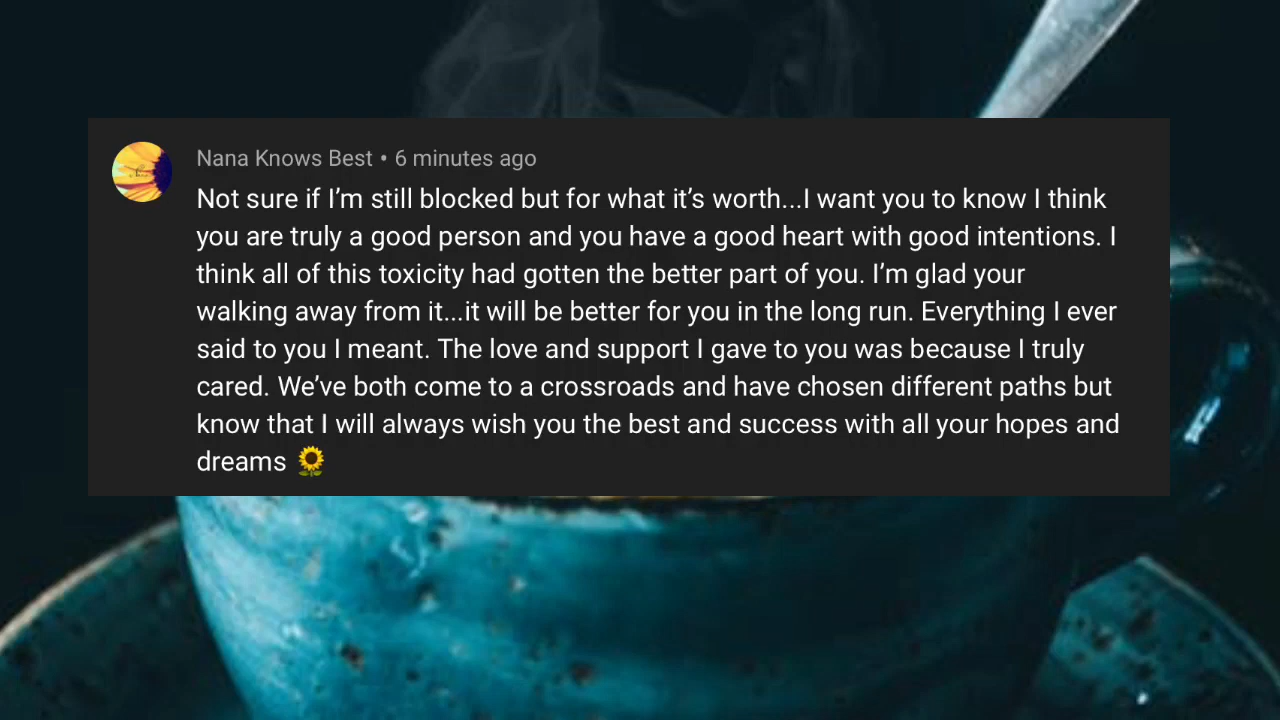 Nana Knows Best • 6 minutes ago
Not sure if I’m still blocked but for what it’s worth...I want you to know I think
you are truly a good person and you have a good heart with good intentions. I
think all of this toxicity had gotten the better part of you. I’m glad your
walking away from it...it will be better for you in the long run. Everything I ever
said to you I meant. The love and support I gave to you was because I truly
cared. We’ve both come to a crossroads and have chosen different paths but
know that I will always wish you the best and success with all your hopes and
dreams 🌻